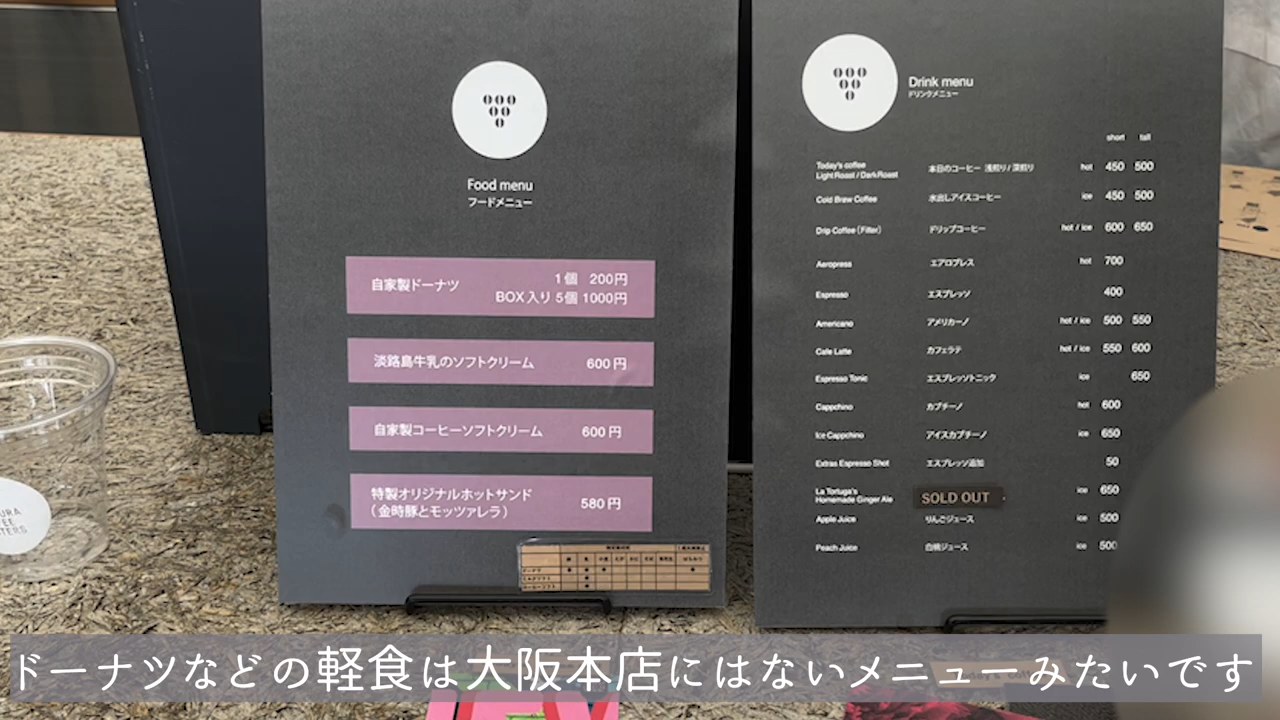 Food menu
フードメニュー
自家製ドーナツ 1個 200円
BOX入り 5個 1000円
淡路島牛乳のソフトクリーム 600円
自家製コーヒーソフトクリーム 600円
特製オリジナルホットサンド
（金時豚とモッツァレラ） 580円
Drink menu
ドリンクメニュー
short tall
Today's coffee
Light Roast / Dark Roast 本日のコーヒー 浅煎り / 深煎り hot 450 500
Cold Brew Coffee 水出しアイスコーヒー ice 450 500
Drip Coffee (Filter) ドリップコーヒー hot / ice 600 650
Aeropress エアロプレス hot 700
Espresso エスプレッソ 400
Americano アメリカーノ hot / ice 500 550
Cafe Latte カフェラテ hot / ice 550 600
Espresso Tonic エスプレッソトニック ice 650
Cappchino カプチーノ hot 600
Ice Cappchino アイスカプチーノ ice 650
Extras Espresso Shot エスプレッソ追加 50
La Tortuga's
Homemade Ginger Ale SOLD OUT ice 650
Apple Juice りんごジュース ice 500
Peach Juice 白桃ジュース ice 500
ドーナツなどの軽食は大阪本店にはないメニューみたいです